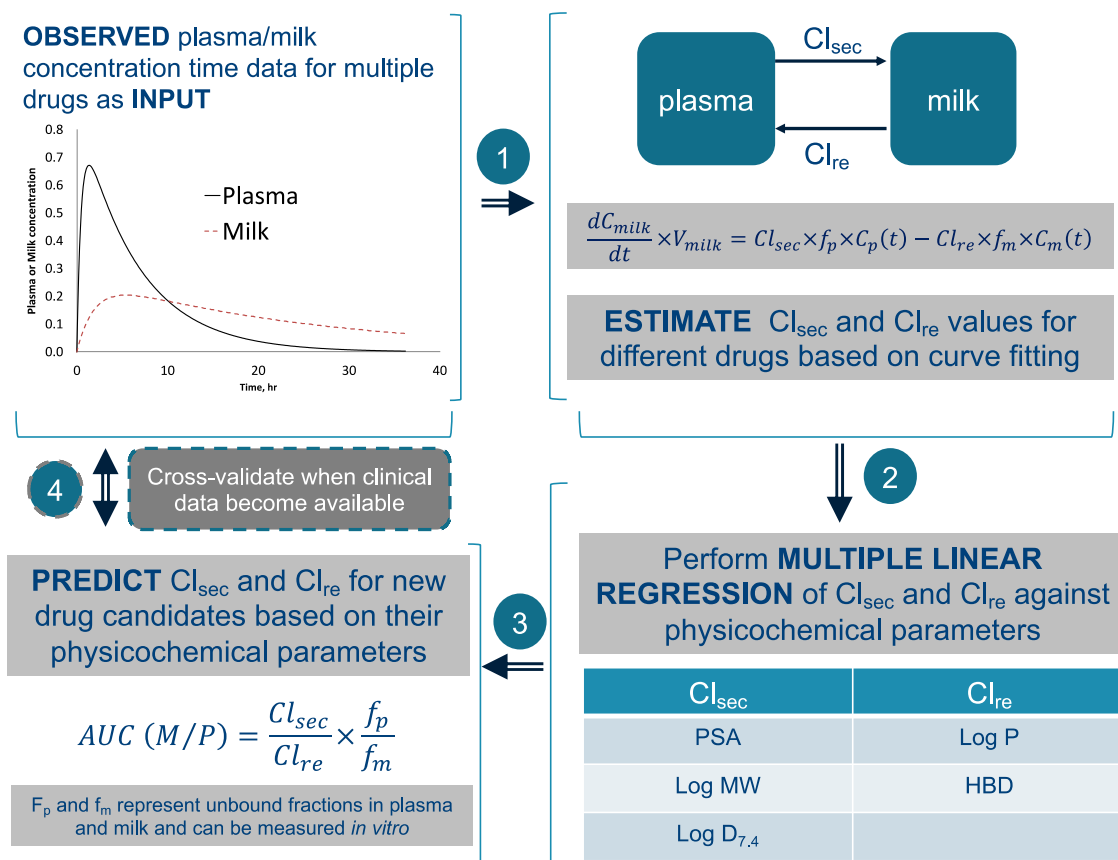 OBSERVED plasma/milk
concentration time data for multiple
drugs as INPUT
Plasma or Milk concentration
0.8
0.7
0.6
0.5
0.4
0.3
0.2
0.1
0.0
0
10
20
30
40
Time, hr
Plasma
Milk
1
Cl_sec
plasma
milk
Cl_re
dC_milk/dt × V_milk = Cl_sec × f_p × C_p(t) − Cl_re × f_m × C_m(t)
ESTIMATE Cl_sec and Cl_re values for
different drugs based on curve fitting
2
Perform MULTIPLE LINEAR
REGRESSION of Cl_sec and Cl_re against
physicochemical parameters
Cl_sec Cl_re
PSA Log P
Log MW HBD
Log D_7.4
3
4
Cross-validate when clinical
data become available
PREDICT Cl_sec and Cl_re for new
drug candidates based on their
physicochemical parameters
AUC (M/P) = Cl_sec/Cl_re × f_p/f_m
F_p and f_m represent unbound fractions in plasma
and milk and can be measured in vitro